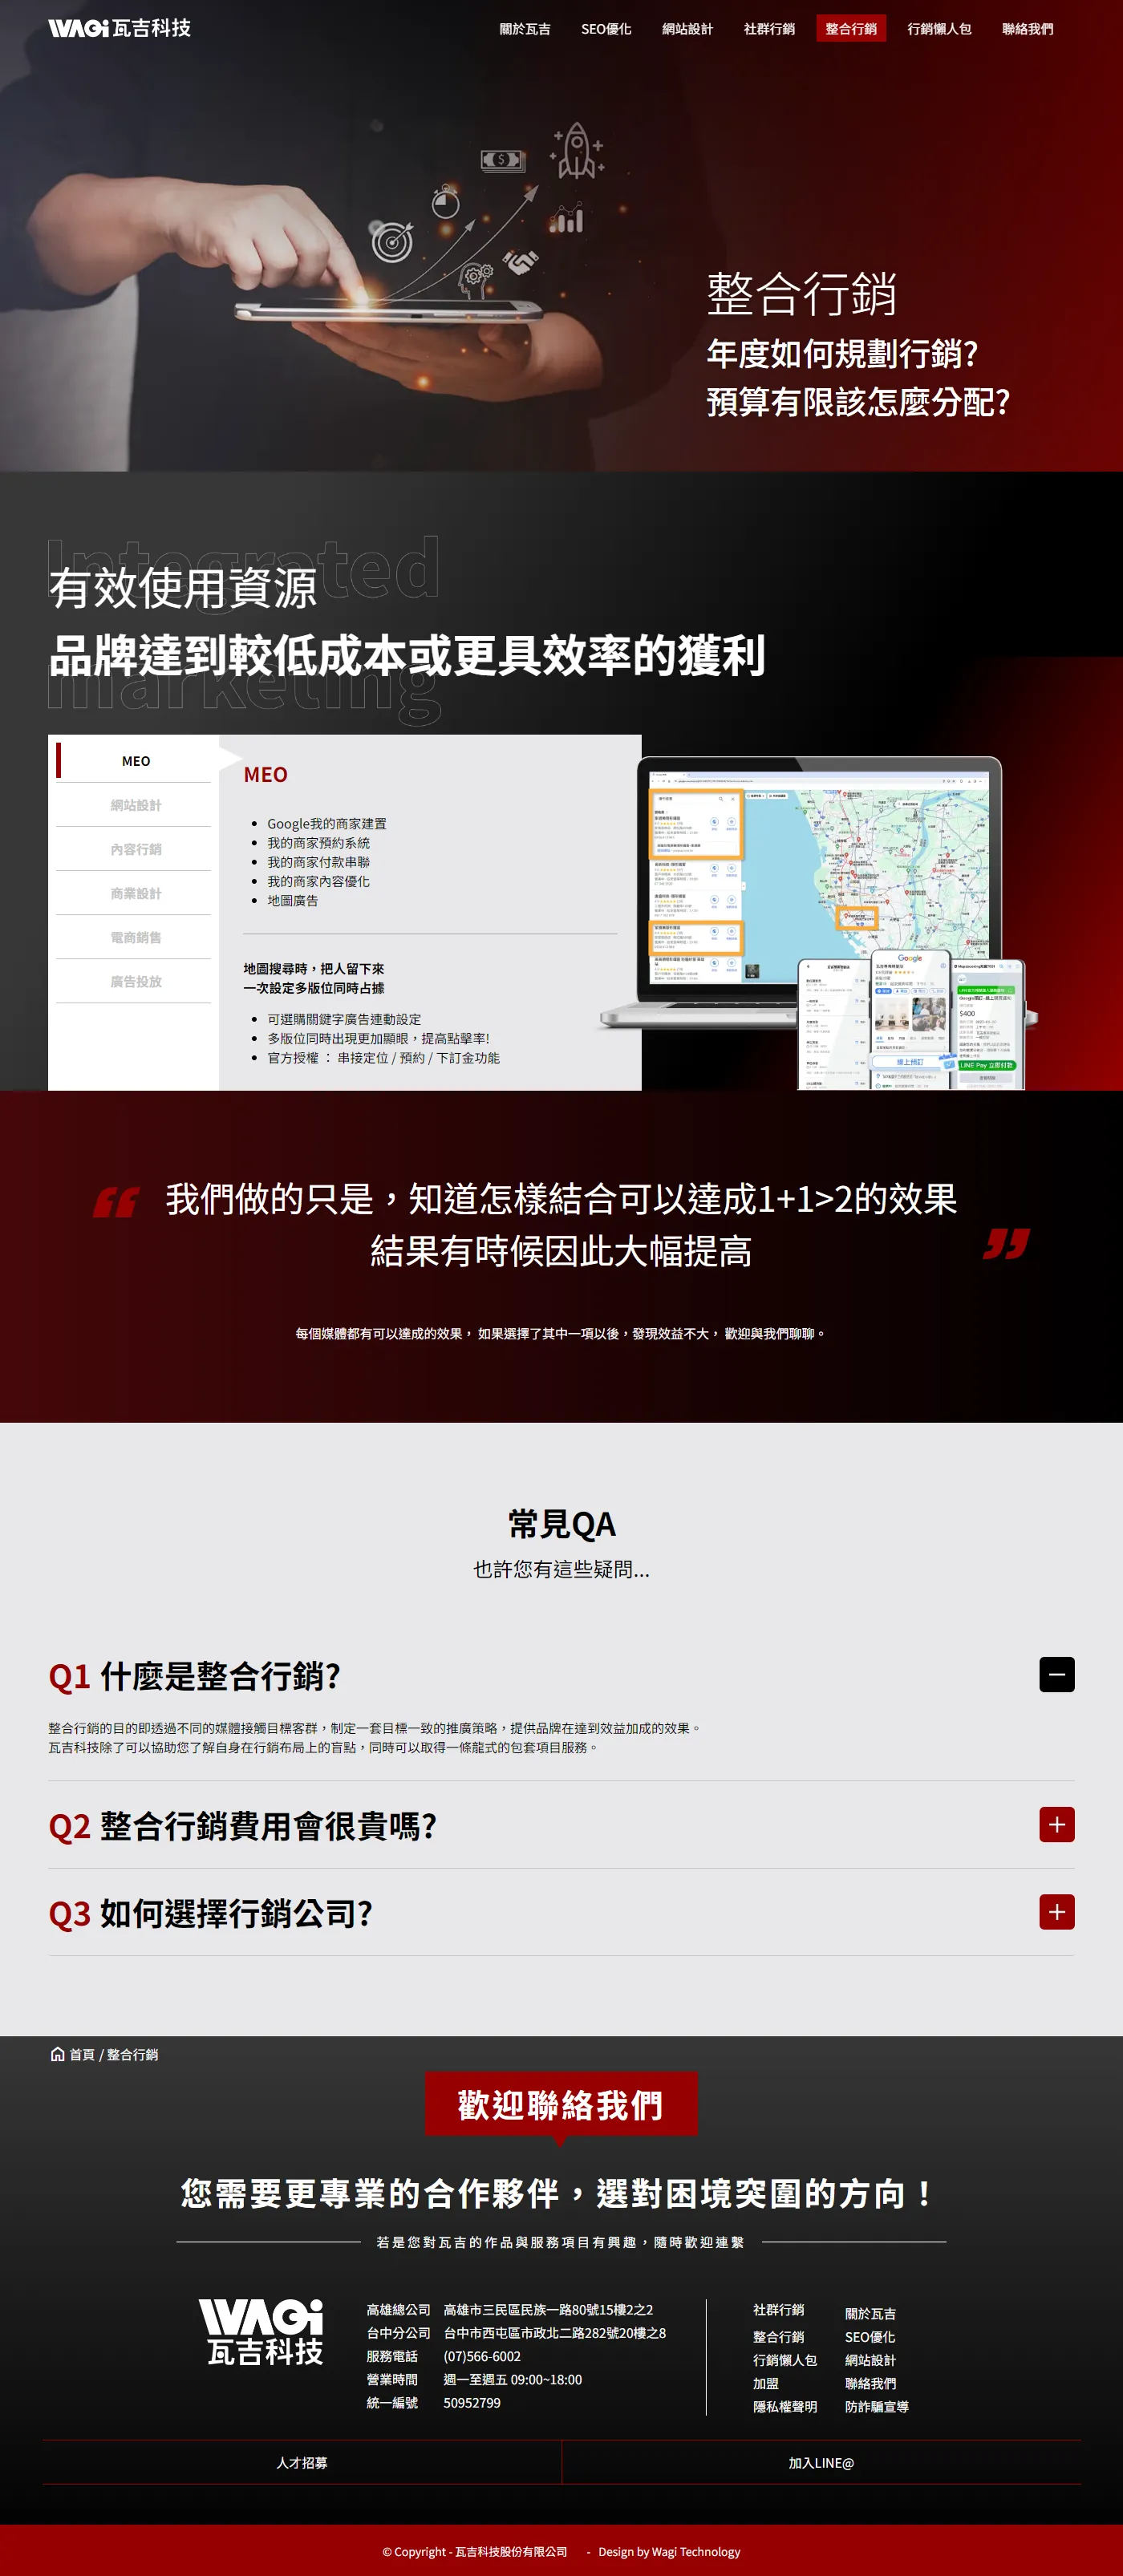 WAGi 瓦吉科技
關於瓦吉
SEO優化
網站設計
社群行銷
整合行銷
行銷懶人包
聯絡我們
整合行銷
年度如何規劃行銷?
預算有限該怎麼分配?
Integrated
有效使用資源
品牌達到較低成本或更具效率的獲利
marketing
MEO
網站設計
內容行銷
商業設計
電商銷售
廣告投放
MEO
Google我的商家建置
我的商家預約系統
我的商家付款串聯
我的商家內容優化
地圖廣告
地圖搜尋時，把人留下來
一次設定多版位同時占據
可選購關鍵字廣告連動設定
多版位同時出現更加顯眼，提高點擊率!
官方授權 ： 串接定位 / 預約 / 下訂金功能
Google
$400
線上預訂
LINE Pay 立即付款
“ 我們做的只是，知道怎樣結合可以達成1+1>2的效果
結果有時候因此大幅提高 ”
每個媒體都有可以達成的效果， 如果選擇了其中一項以後，發現效益不大， 歡迎與我們聊聊。
常見QA
也許您有這些疑問...
Q1 什麼是整合行銷?
整合行銷的目的即透過不同的媒體接觸目標客群，制定一套目標一致的推廣策略，提供品牌在達到效益加成的效果。
瓦吉科技除了可以協助您了解自身在行銷布局上的盲點，同時可以取得一條龍式的包套項目服務。
Q2 整合行銷費用會很貴嗎?
Q3 如何選擇行銷公司?
首頁 / 整合行銷
歡迎聯絡我們
您需要更專業的合作夥伴，選對困境突圍的方向！
若是您對瓦吉的作品與服務項目有興趣，隨時歡迎連繫
WAGi
瓦吉科技
高雄總公司 高雄市三民區民族一路80號15樓2之2
台中分公司 台中市西屯區市政北二路282號20樓之8
服務電話 (07)566-6002
營業時間 週一至週五 09:00~18:00
統一編號 50952799
社群行銷
整合行銷
行銷懶人包
加盟
隱私權聲明
關於瓦吉
SEO優化
網站設計
聯絡我們
防詐騙宣導
人才招募
加入LINE@
© Copyright - 瓦吉科技股份有限公司 - Design by Wagi Technology